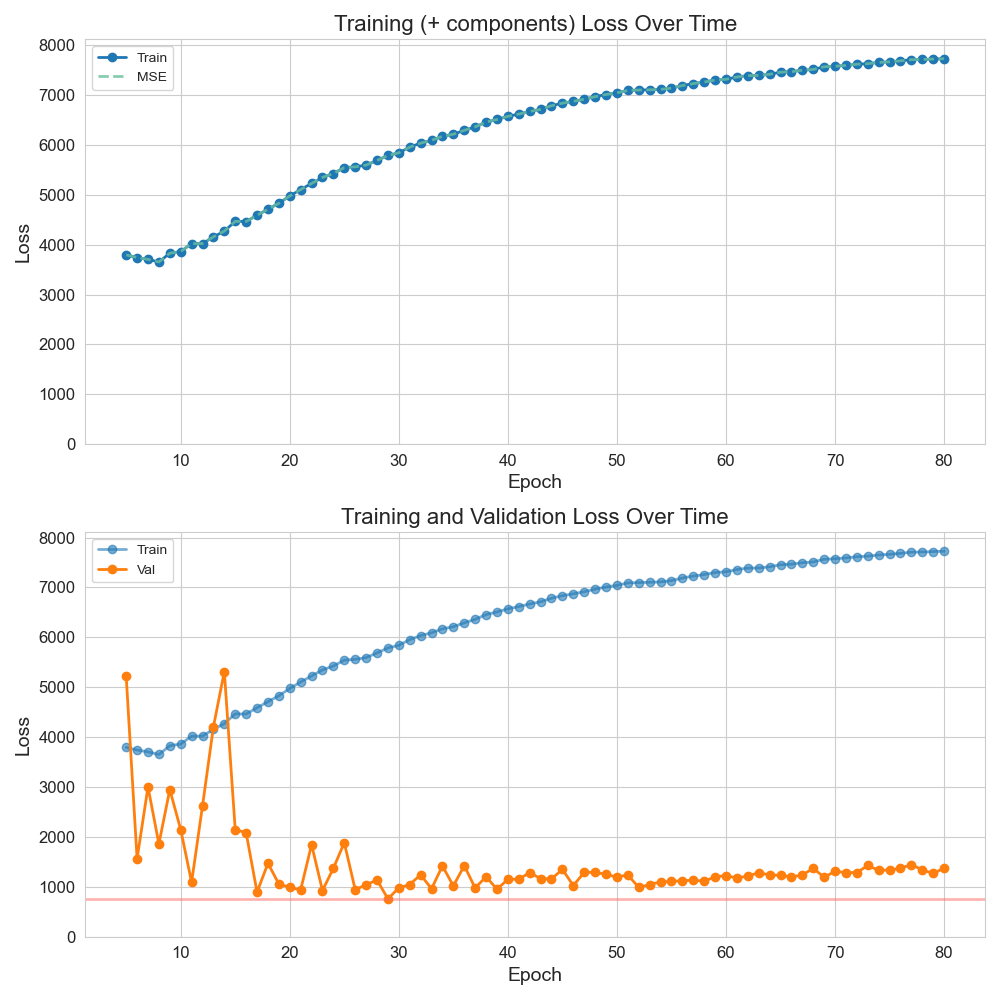 Training (+ components) Loss Over Time
Train
MSE
8000
7000
6000
5000
4000
3000
2000
1000
0
Loss
10 20 30 40 50 60 70 80
Epoch
Training and Validation Loss Over Time
Train
Val
8000
7000
6000
5000
4000
3000
2000
1000
0
Loss
10 20 30 40 50 60 70 80
Epoch